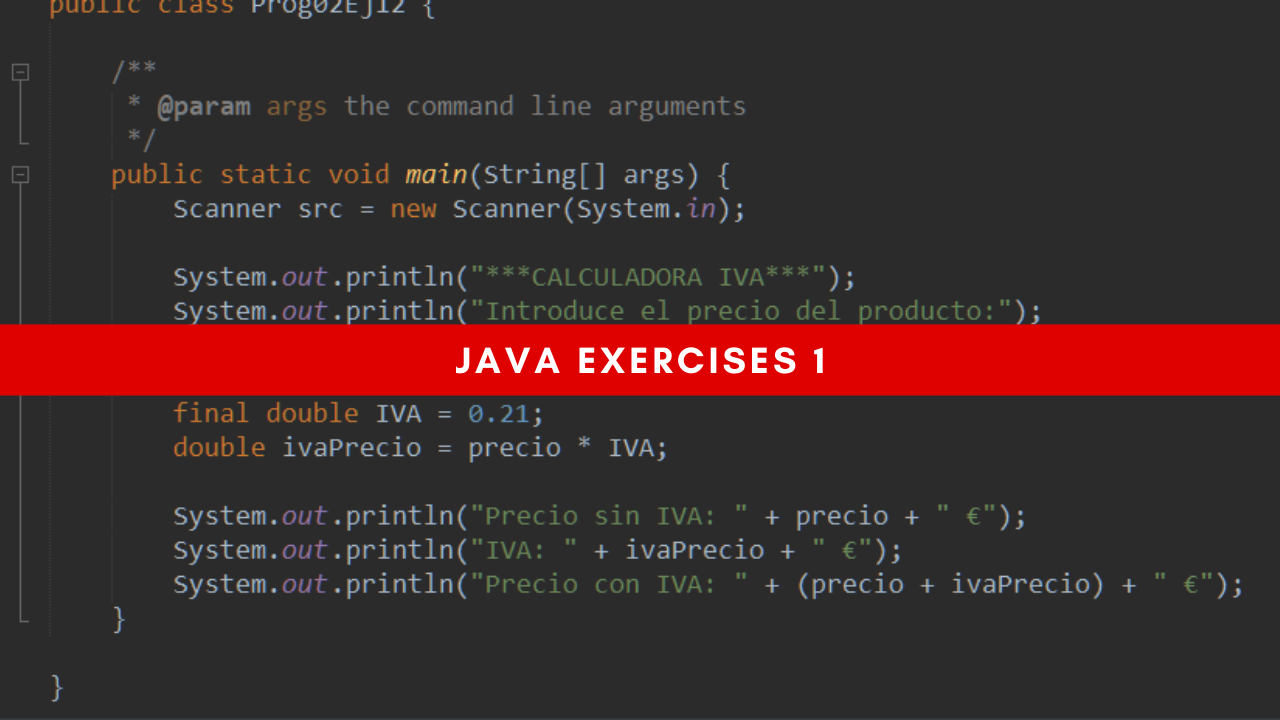 public class Prog02Ej12 {
/**
* @param args the command line arguments
*/
public static void main(String[] args) {
Scanner src = new Scanner(System.in);
System.out.println("***CALCULADORA IVA***");
System.out.println("Introduce el precio del producto:");
JAVA EXERCISES 1
final double IVA = 0.21;
double ivaPrecio = precio * IVA;
System.out.println("Precio sin IVA: " + precio + " €");
System.out.println("IVA: " + ivaPrecio + " €");
System.out.println("Precio con IVA: " + (precio + ivaPrecio) + " €");
}
}